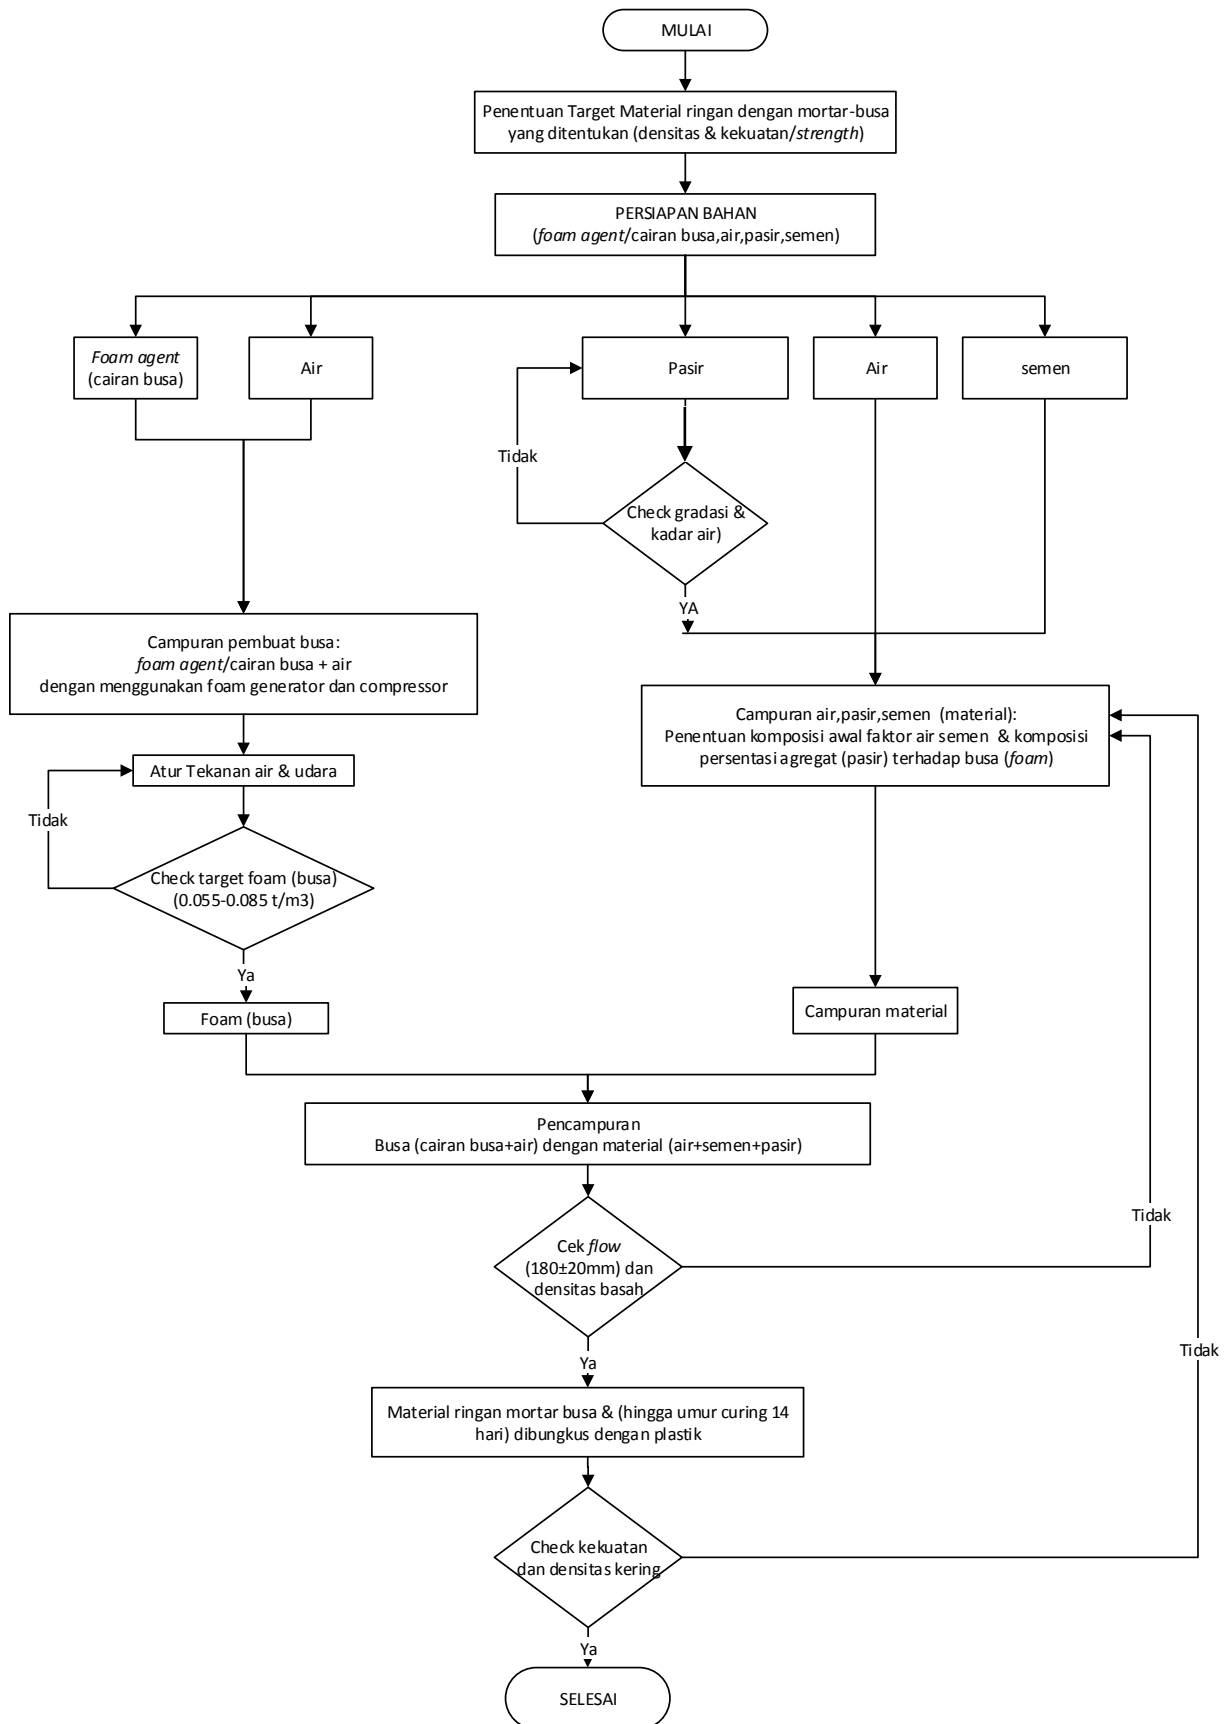 MULAI
Penentuan Target Material ringan dengan mortar-busa
yang ditentukan (densitas & kekuatan/strength)
PERSIAPAN BAHAN
(foam agent/cairan busa,air,pasir,semen)
Foam agent
(cairan busa)
Air
Pasir
Air
semen
Tidak
Check gradasi &
kadar air)
YA
Campuran pembuat busa:
foam agent/cairan busa + air
dengan menggunakan foam generator dan compressor
Campuran air,pasir,semen (material):
Penentuan komposisi awal faktor air semen & komposisi
persentasi agregat (pasir) terhadap busa (foam)
Atur Tekanan air & udara
Tidak
Check target foam (busa)
(0.055-0.085 t/m3)
Ya
Foam (busa)
Campuran material
Pencampuran
Busa (cairan busa+air) dengan material (air+semen+pasir)
Tidak
Cek flow
(180±20mm) dan
densitas basah
Tidak
Ya
Material ringan mortar busa & (hingga umur curing 14
hari) dibungkus dengan plastik
Check kekuatan
dan densitas kering
Ya
SELESAI